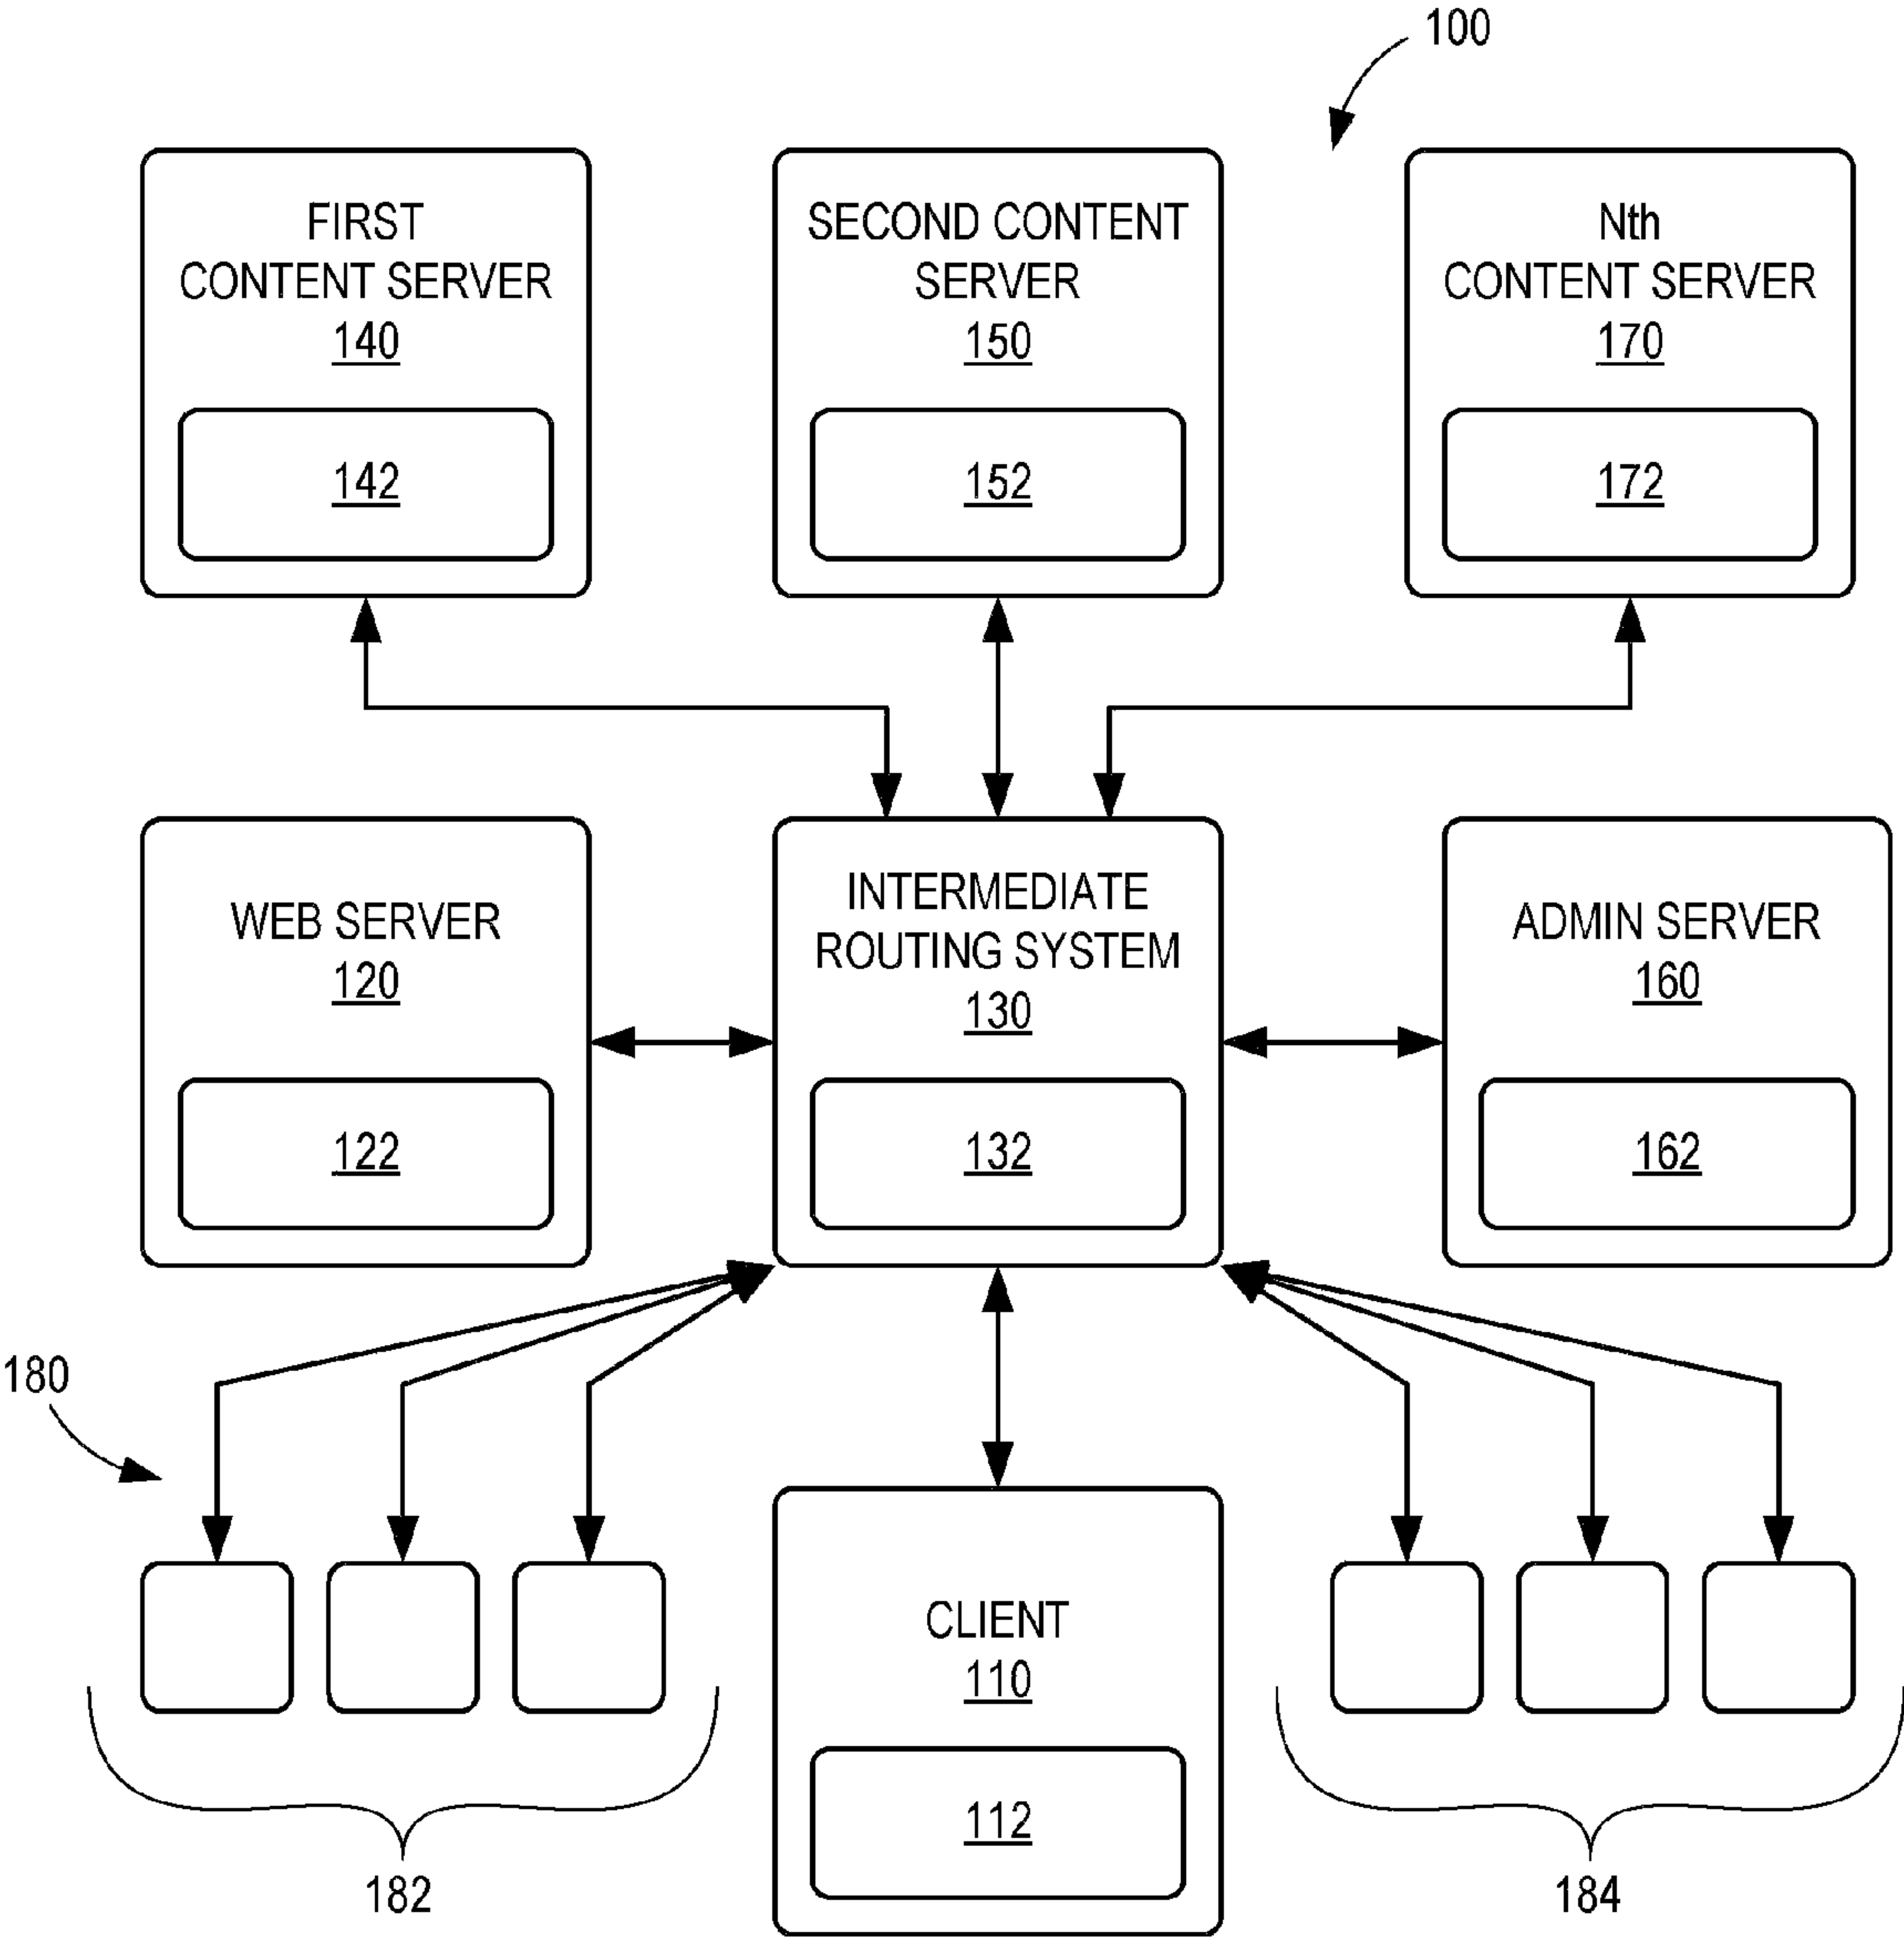 100
FIRST
CONTENT SERVER
140
142
SECOND CONTENT
SERVER
150
152
Nth
CONTENT SERVER
170
172
WEB SERVER
120
122
INTERMEDIATE
ROUTING SYSTEM
130
132
ADMIN SERVER
160
162
180
182
CLIENT
110
112
184